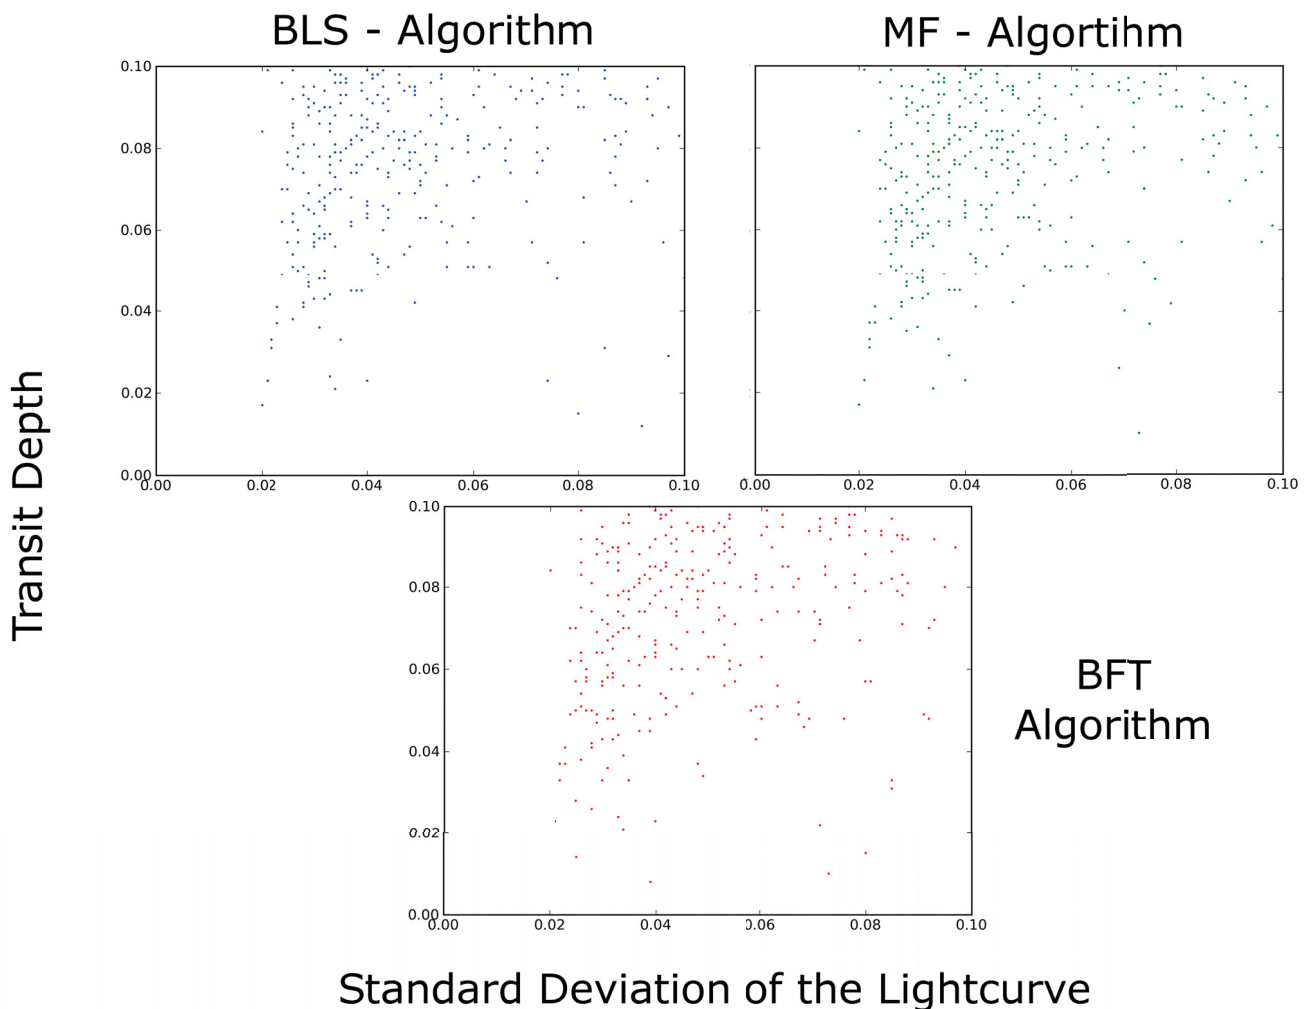 BLS - Algorithm
MF - Algortihm
0.10
0.08
0.06
0.04
0.02
0.00
0.00 0.02 0.04 0.06 0.08 0.10
0.00 0.02 0.04 0.06 0.08 0.10
Transit Depth
0.10
0.08
0.06
0.04
0.02
0.00
0.00 0.02 0.04 0.06 0.08 0.10
BFT
Algorithm
Standard Deviation of the Lightcurve